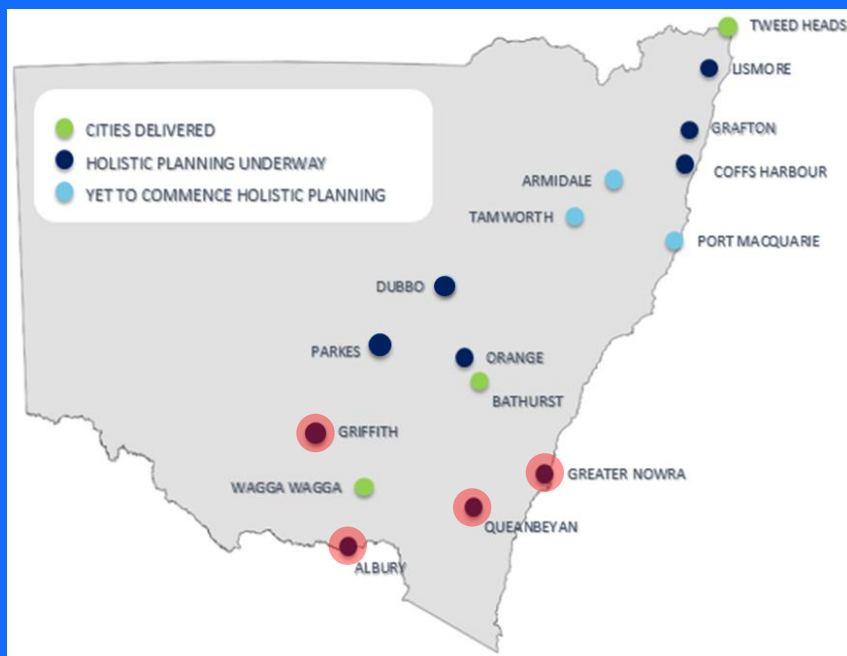 TWEED HEADS
LISMORE
CITIES DELIVERED
HOLISTIC PLANNING UNDERWAY
YET TO COMMENCE HOLISTIC PLANNING
GRAFTON
COFFS HARBOUR
ARMIDALE
TAMWORTH
PORT MACQUARIE
DUBBO
PARKES
ORANGE
BATHURST
GRIFFITH
GREATER NOWRA
WAGGA WAGGA
QUEANBEYAN
ALBURY